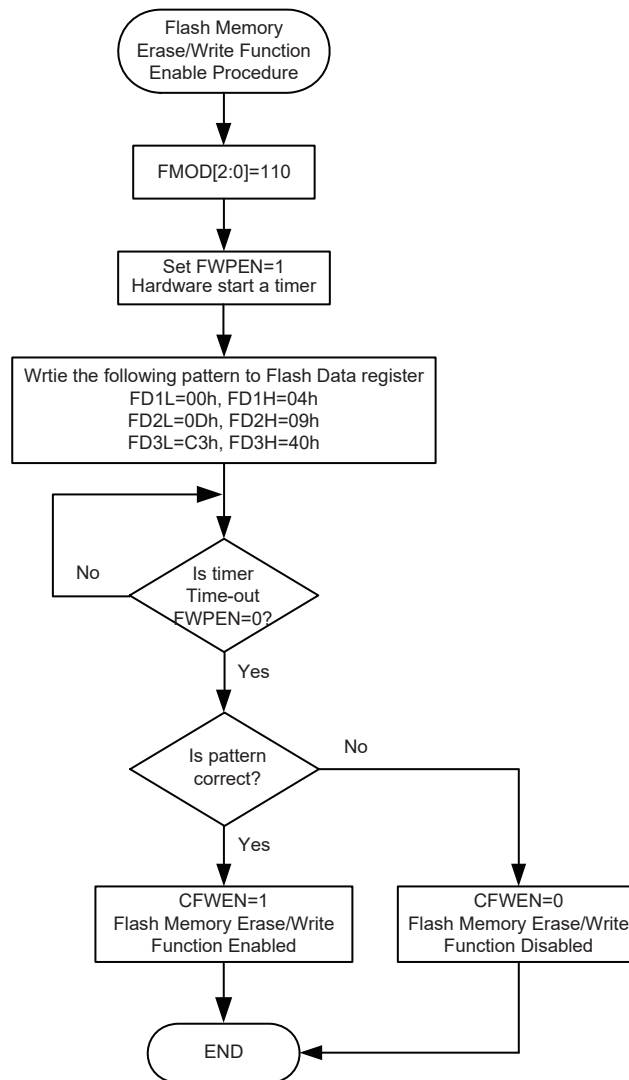 Flash Memory
Erase/Write Function
Enable Procedure
FMOD[2:0]=110
Set FWPEN=1
Hardware start a timer
Wrtie the following pattern to Flash Data register
FD1L=00h, FD1H=04h
FD2L=0Dh, FD2H=09h
FD3L=C3h, FD3H=40h
No
Is timer
Time-out
FWPEN=0?
Yes
No
Is pattern
correct?
Yes
CFWEN=1
Flash Memory Erase/Write
Function Enabled
CFWEN=0
Flash Memory Erase/Write
Function Disabled
END